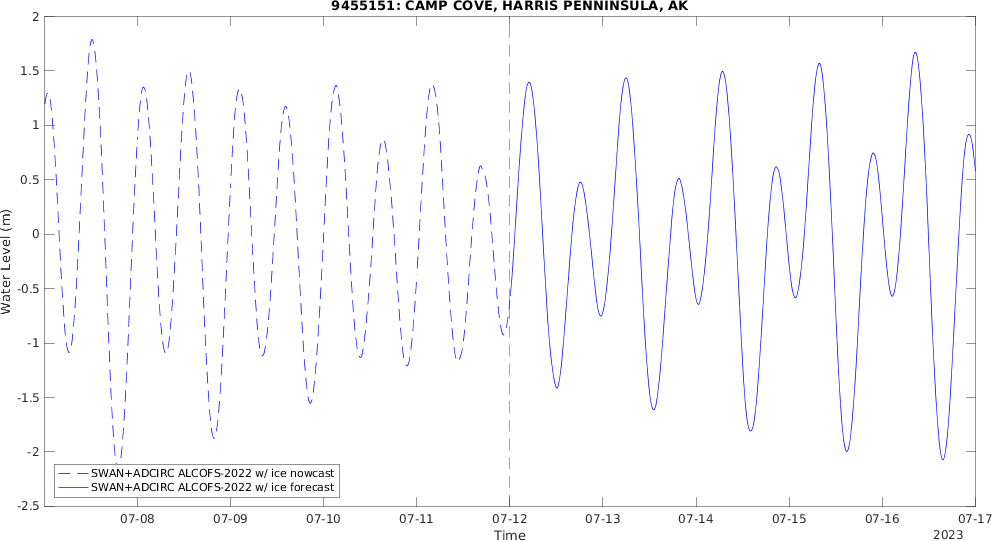 9455151: CAMP COVE, HARRIS PENNINSULA, AK
2
1.5
1
0.5
0
-0.5
-1
-1.5
-2
-2.5
Water Level (m)
SWAN+ADCIRC ALCOFS-2022 w/ ice nowcast
SWAN+ADCIRC ALCOFS-2022 w/ ice forecast
07-08 07-09 07-10 07-11 07-12 07-13 07-14 07-15 07-16 07-17
Time
2023